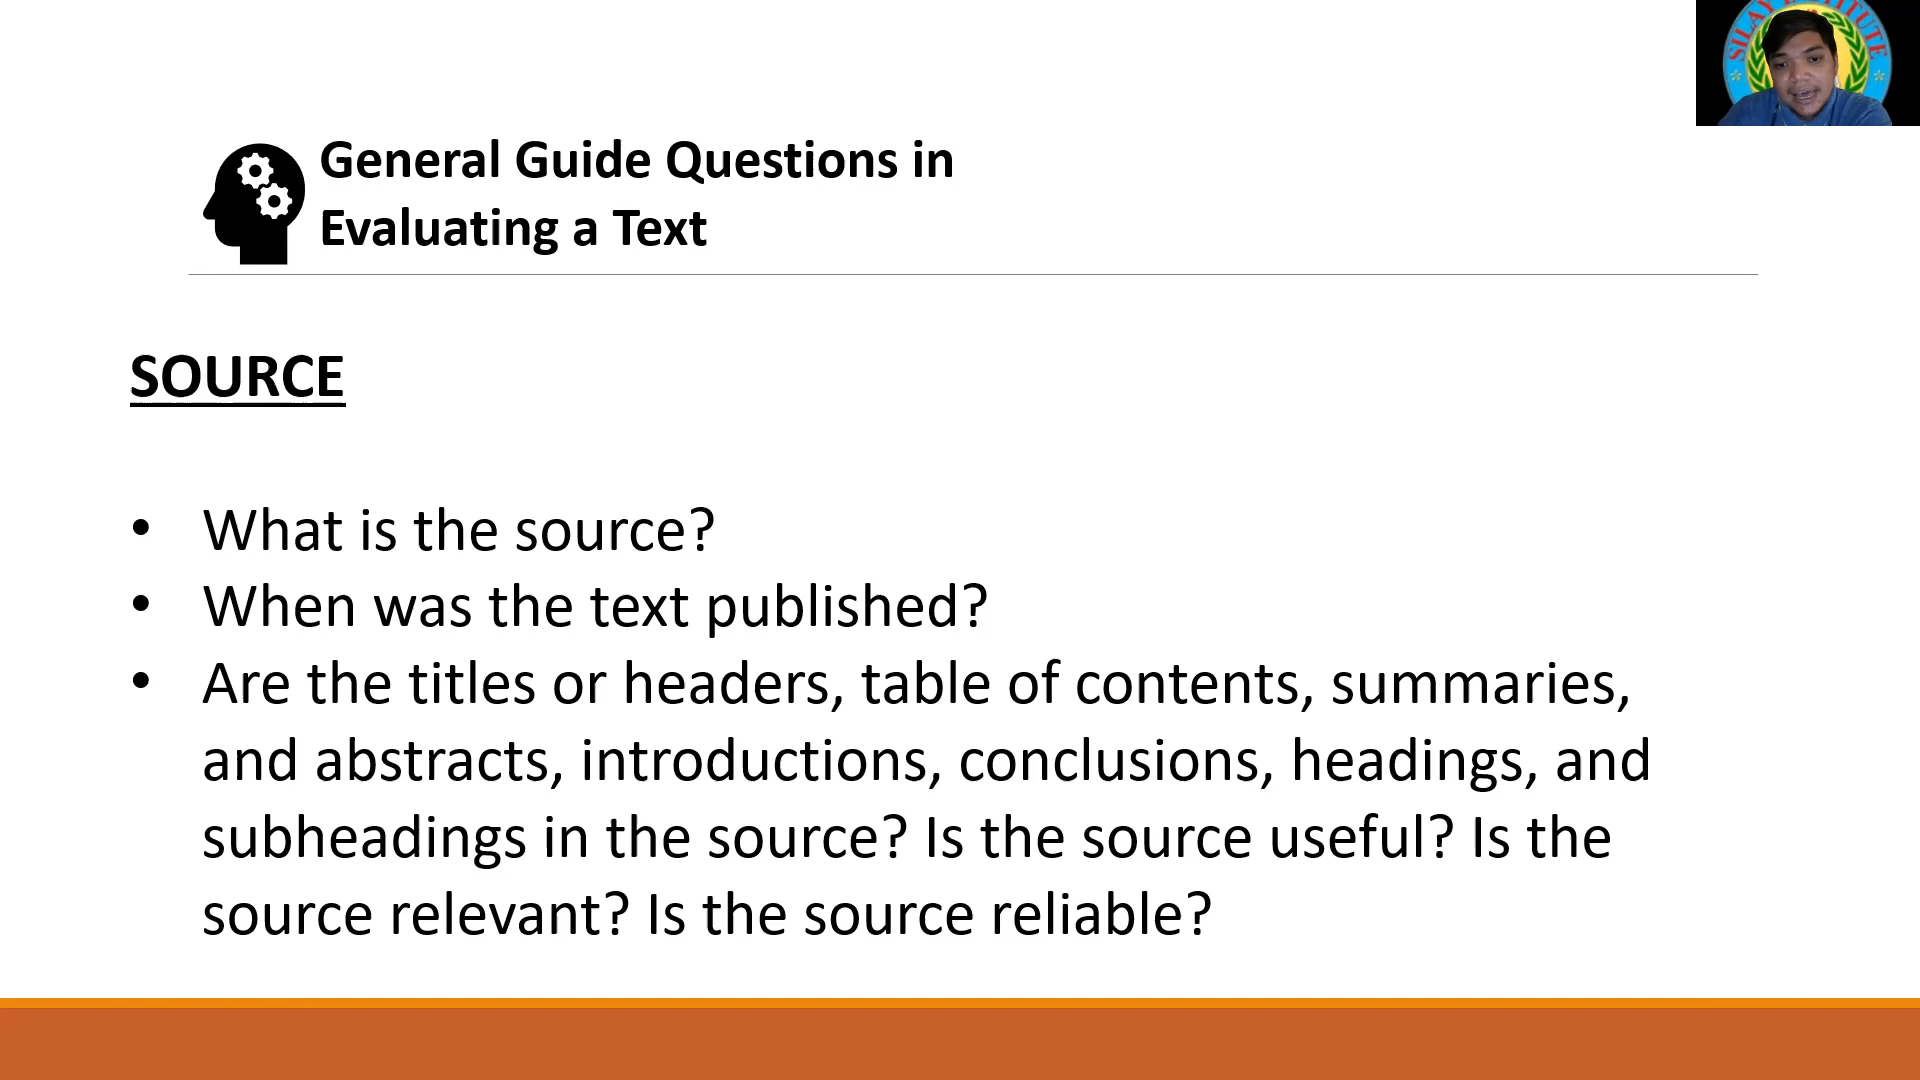 General Guide Questions in
Evaluating a Text
SOURCE
• What is the source?
• When was the text published?
• Are the titles or headers, table of contents, summaries,
and abstracts, introductions, conclusions, headings, and
subheadings in the source? Is the source useful? Is the
source relevant? Is the source reliable?